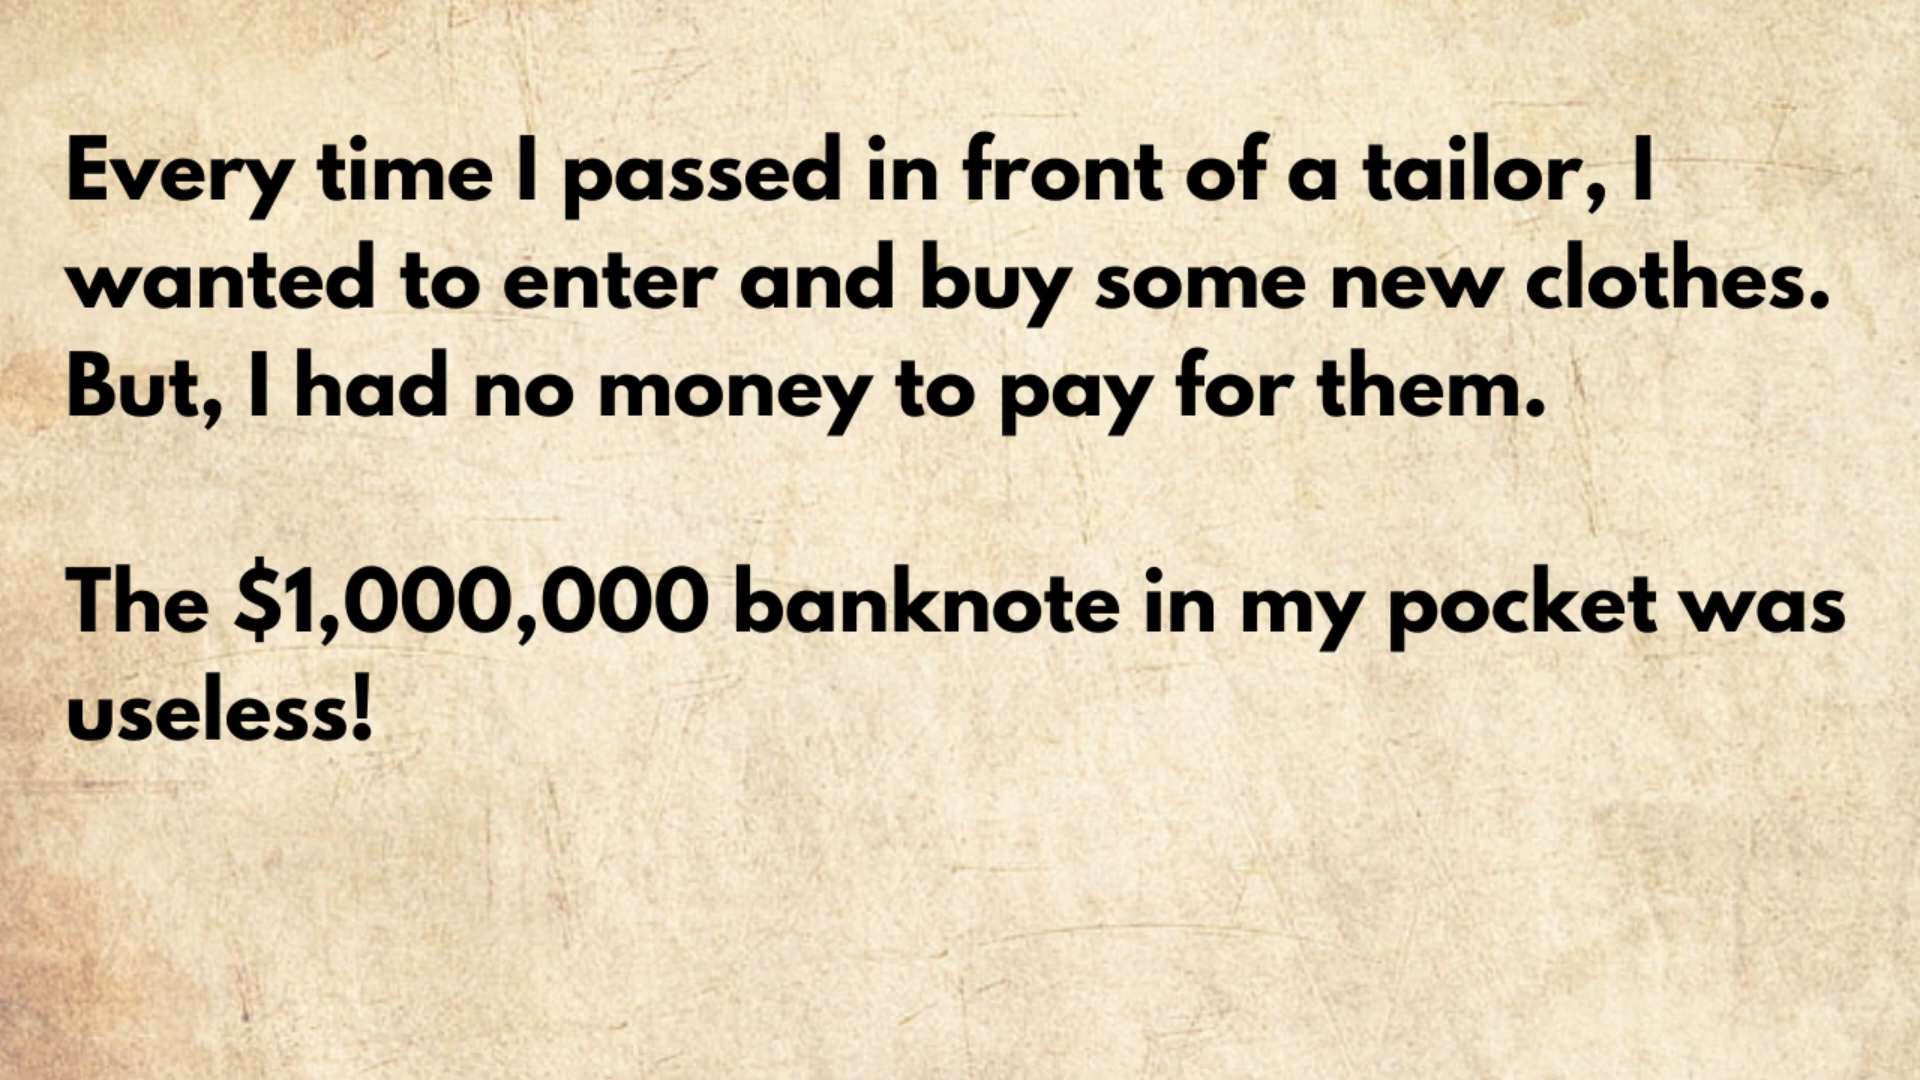 Every time I passed in front of a tailor, I
wanted to enter and buy some new clothes.
But, I had no money to pay for them.
The $1,000,000 banknote in my pocket was
useless!